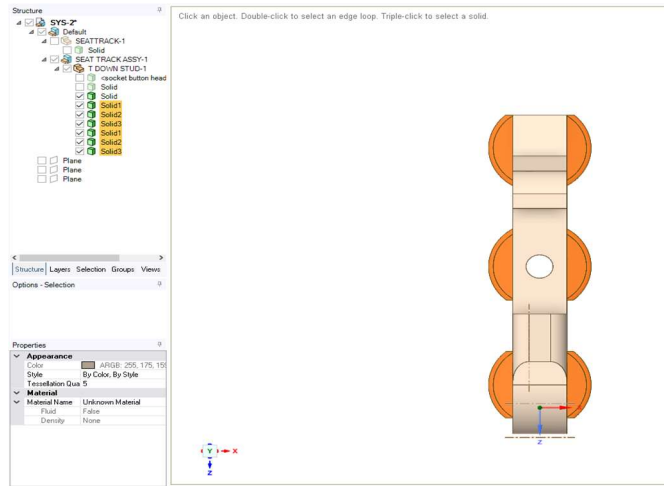 Structure
Click an object. Double-click to select an edge loop. Triple-click to select a solid.
SYS-2*
Default
SEATTRACK-1
Solid
SEAT TRACK ASSY-1
T DOWN STUD-1
<socket button head
Solid
Solid
Solid1
Solid2
Solid3
Solid1
Solid2
Solid3
Plane
Plane
Plane
Structure Layers Selection Groups Views
Options - Selection
Properties
Appearance
Color ARGB: 255, 175, 15
Style By Color, By Style
Tessellation Qua 5
Material
Material Name Unknown Material
Fluid False
Density None
X
Z
Y X
Z